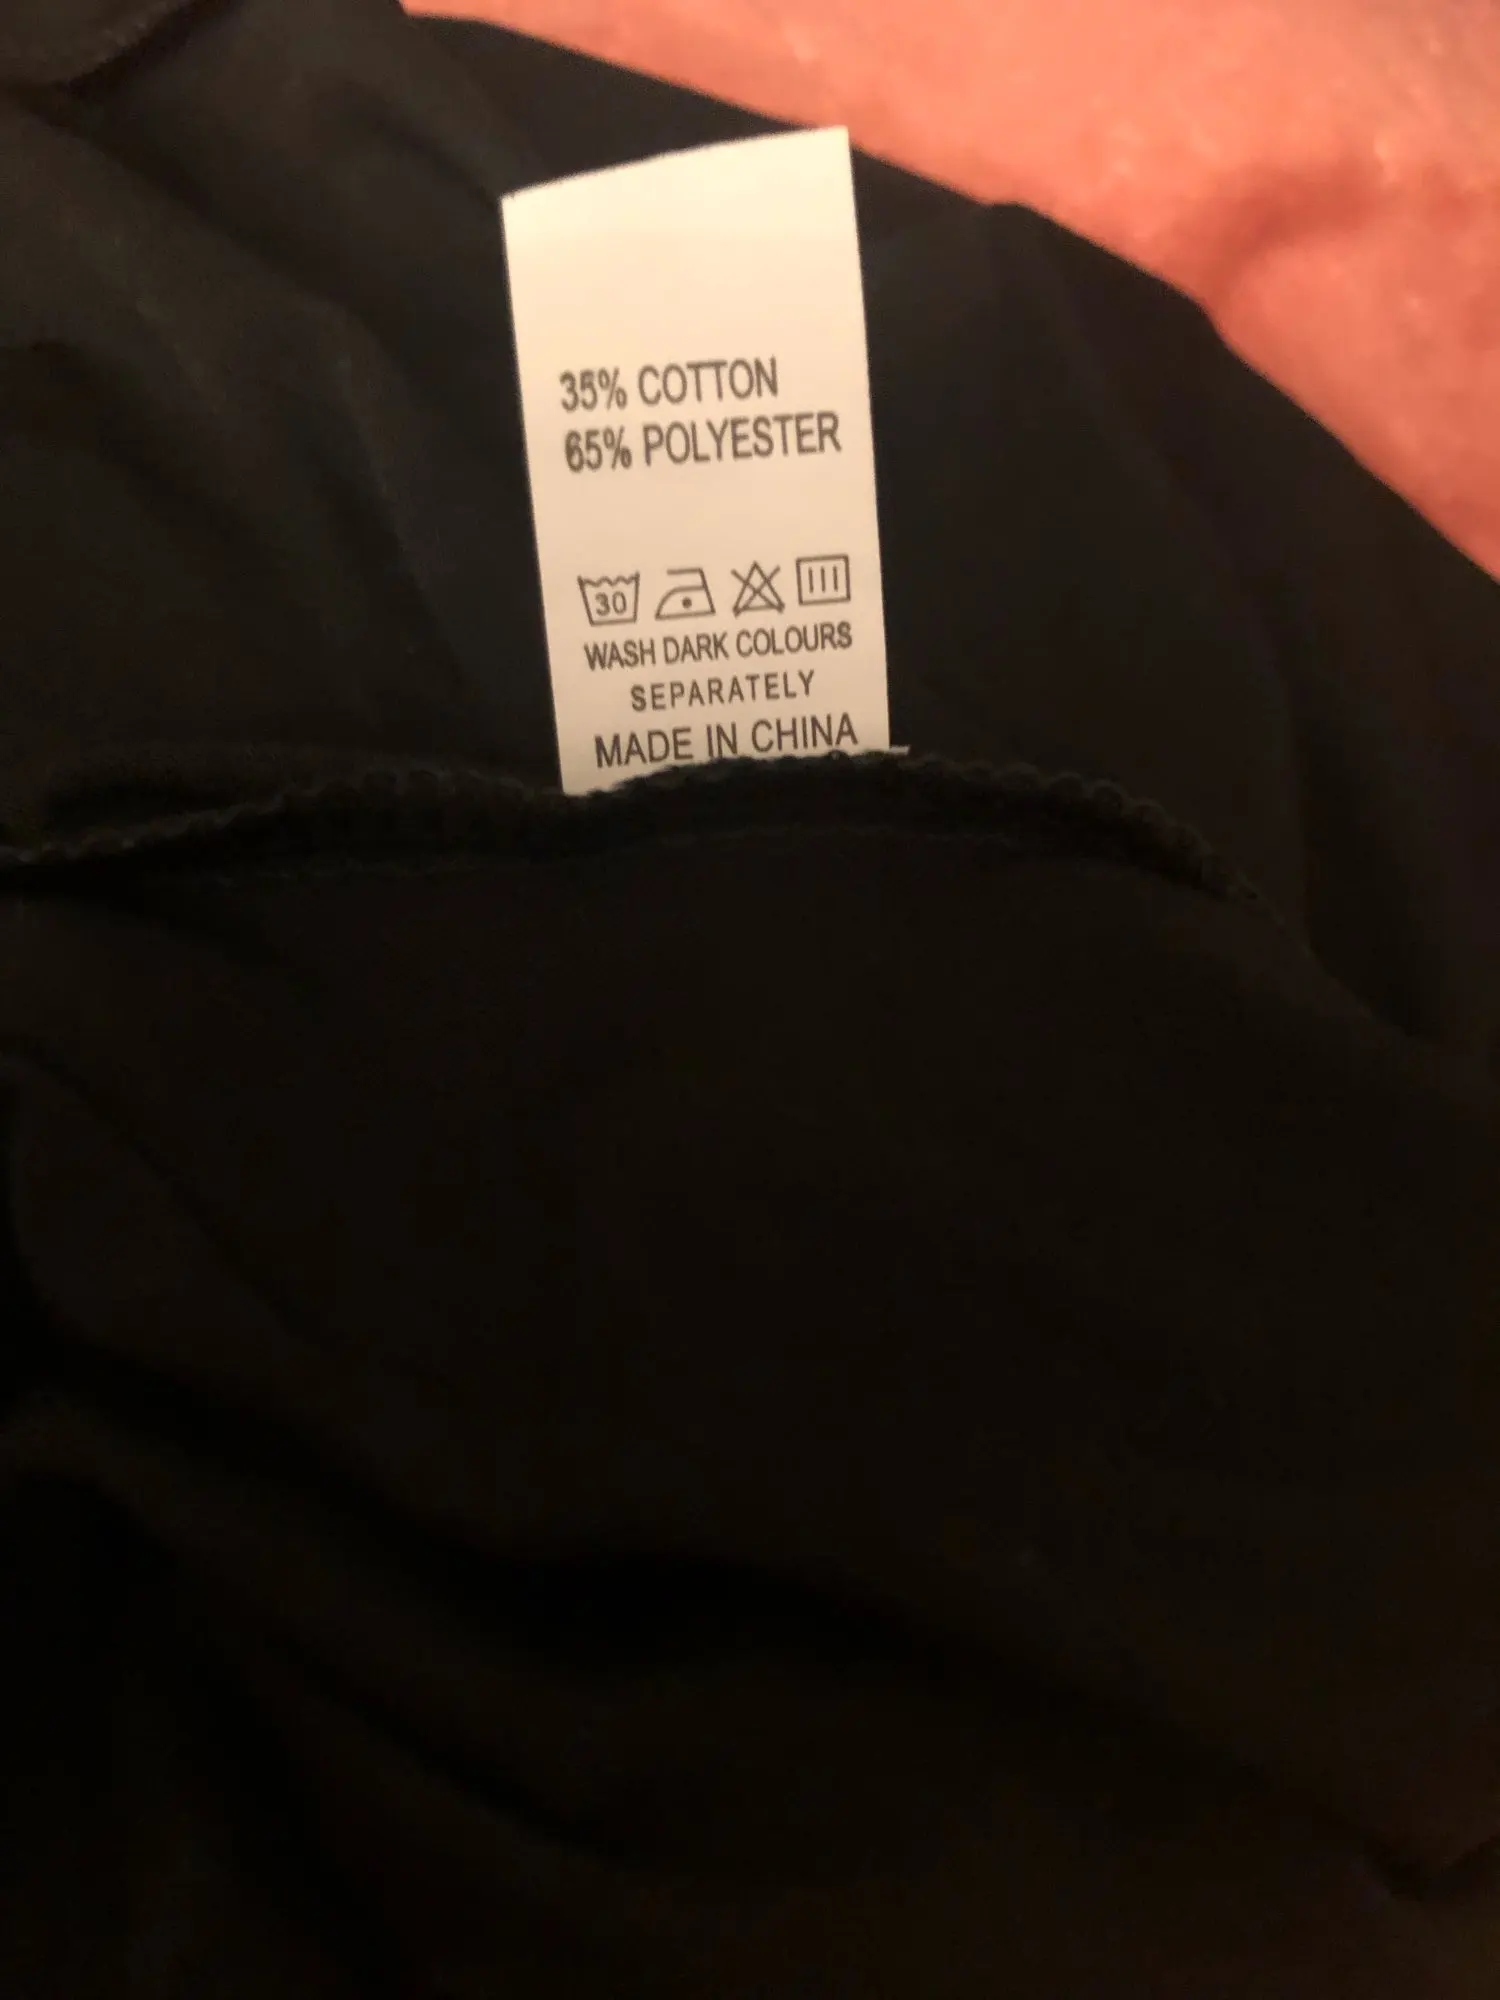 35% COTTON
65% POLYESTER
30
WASH DARK COLOURS
SEPARATELY
MADE IN CHINA